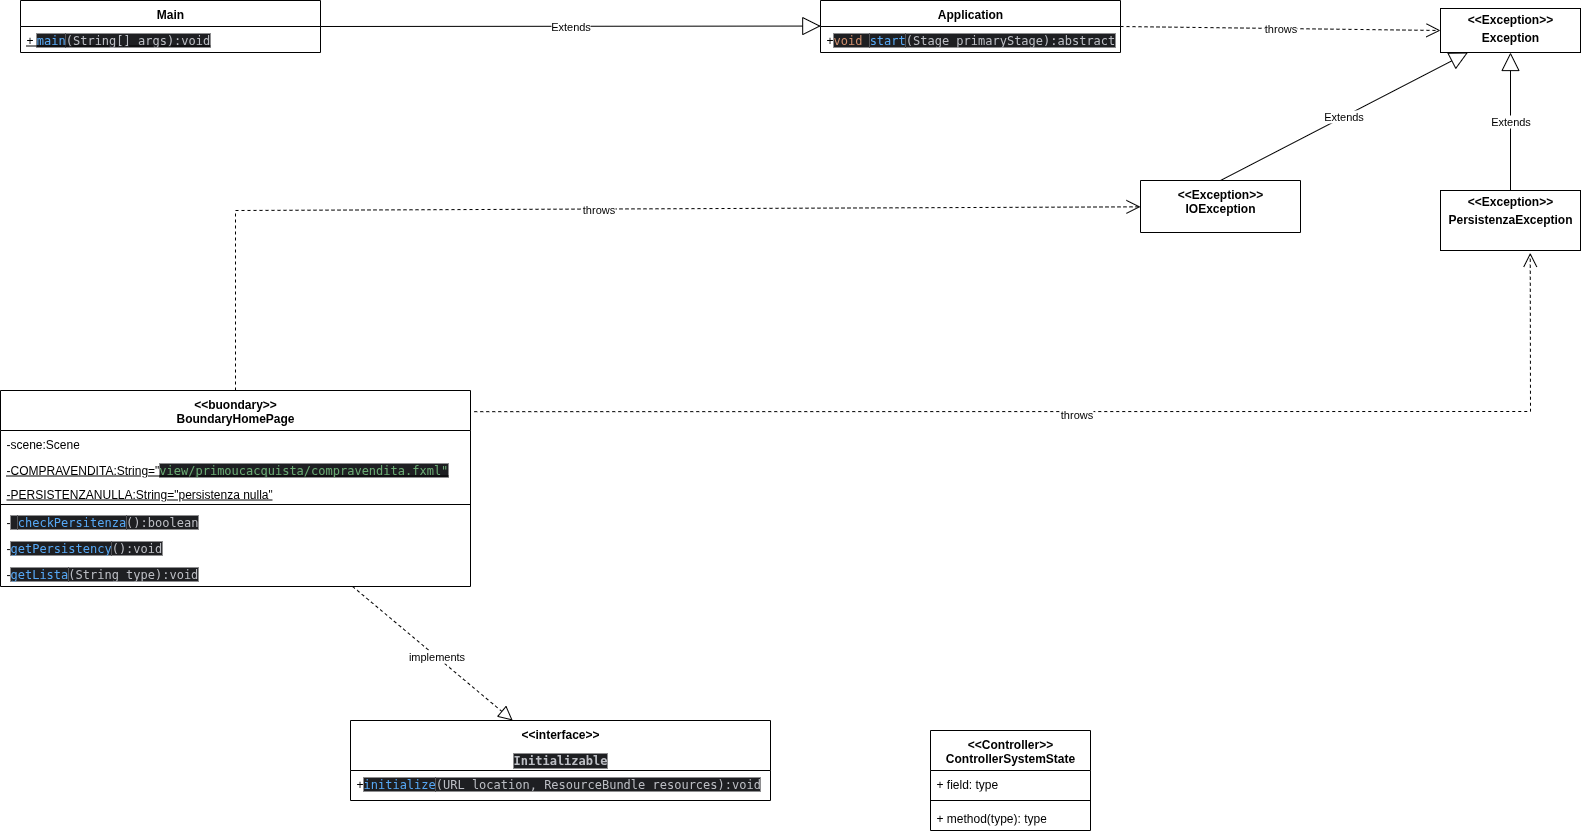 Main
+ main(String[] args):void
Extends
Application
+void start(Stage primaryStage):abstract
throws
<<Exception>>
Exception
Extends
Extends
<<Exception>>
IOException
<<Exception>>
PersistenzaException
throws
<<buondary>>
BoundaryHomePage
-scene:Scene
-COMPRAVENDITA:String="view/primoucacquista/compravendita.fxml"
-PERSISTENZANULLA:String="persistenza nulla"
- checkPersitenza():boolean
-getPersistency():void
-getLista(String type):void
throws
implements
<<interface>>
Initializable
+initialize(URL location, ResourceBundle resources):void
<<Controller>>
ControllerSystemState
+ field: type
+ method(type): type